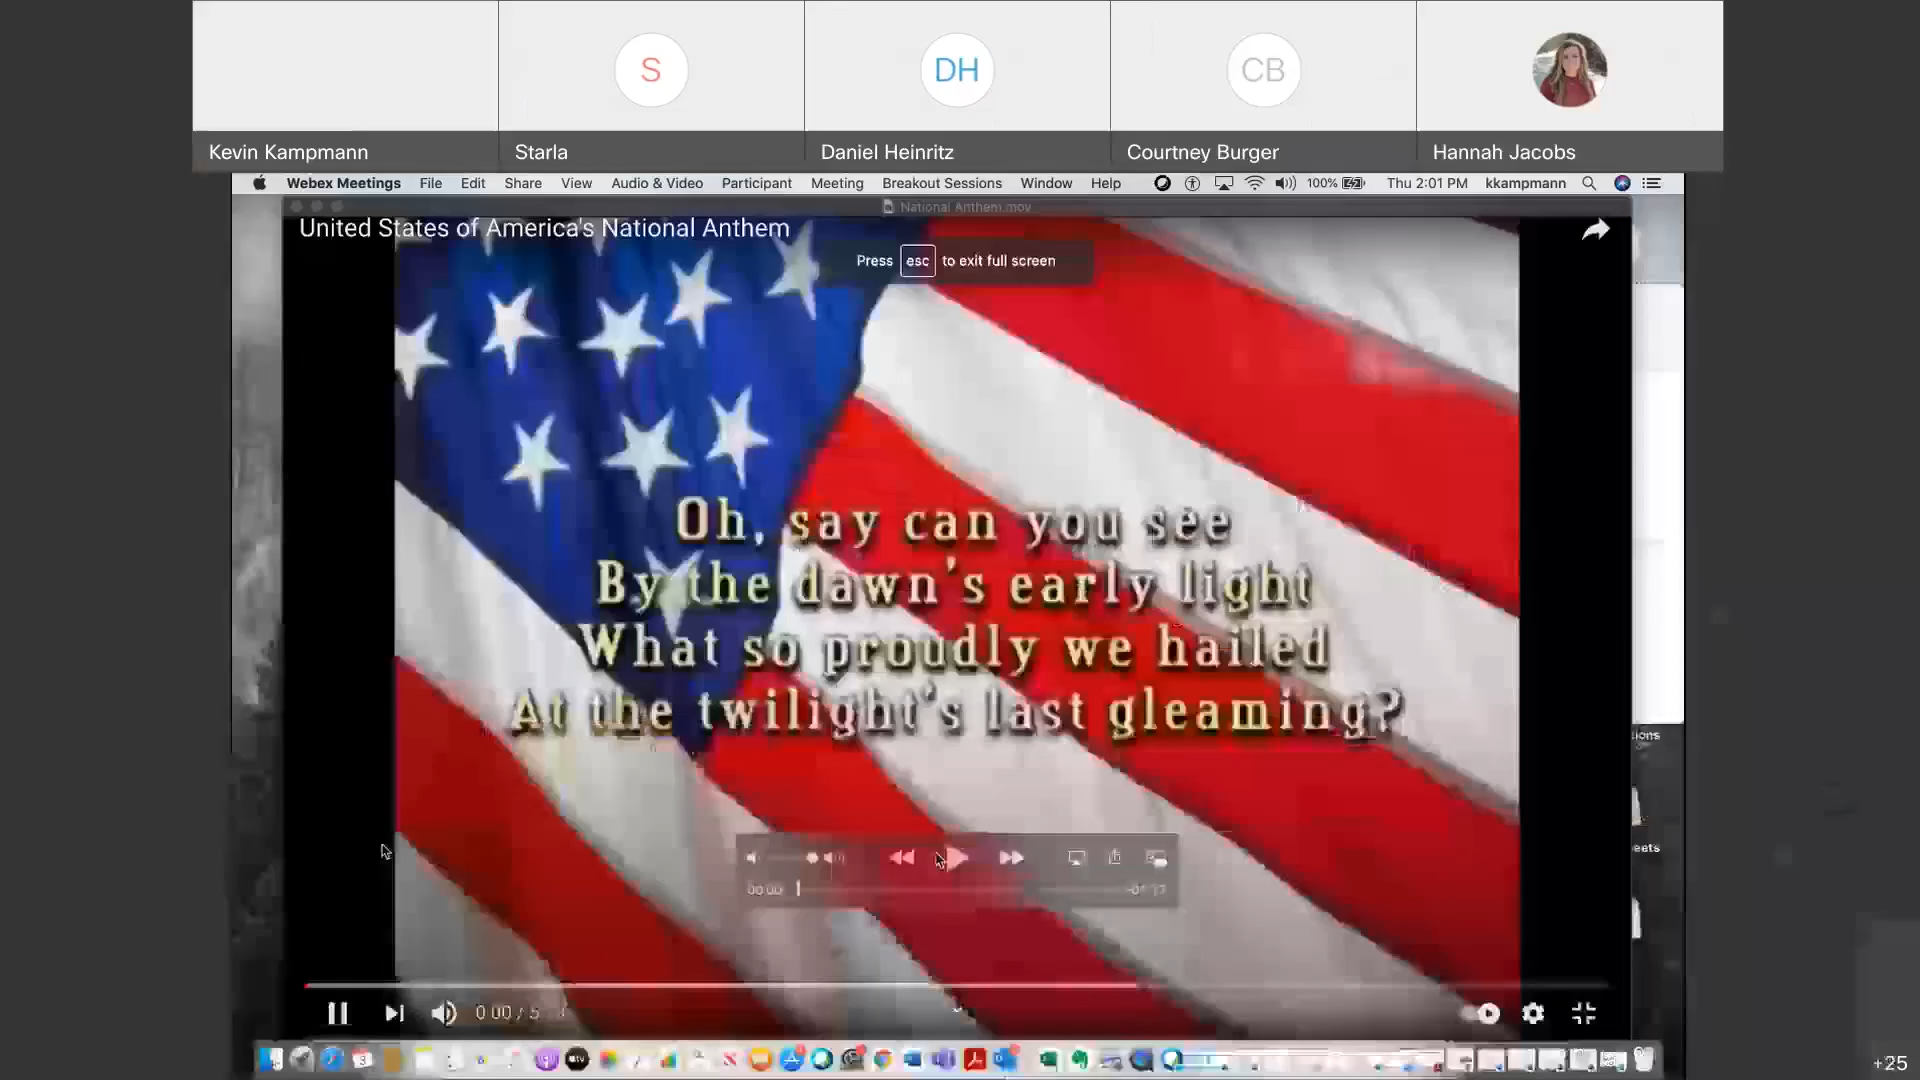 S
DH
CB
Kevin Kampmann
Starla
Daniel Heinritz
Courtney Burger
Hannah Jacobs
Webex Meetings File Edit Share View Audio & Video Participant Meeting Breakout Sessions Window Help 100% Thu 2:01 PM kkampmann
National Anthem.mov
United States of America's National Anthem
Press esc to exit full screen
Oh, say can you see
By the dawn's early light
What so proudly we hailed
At the twilight's last gleaming?
00:00
0:00 / 5
+25